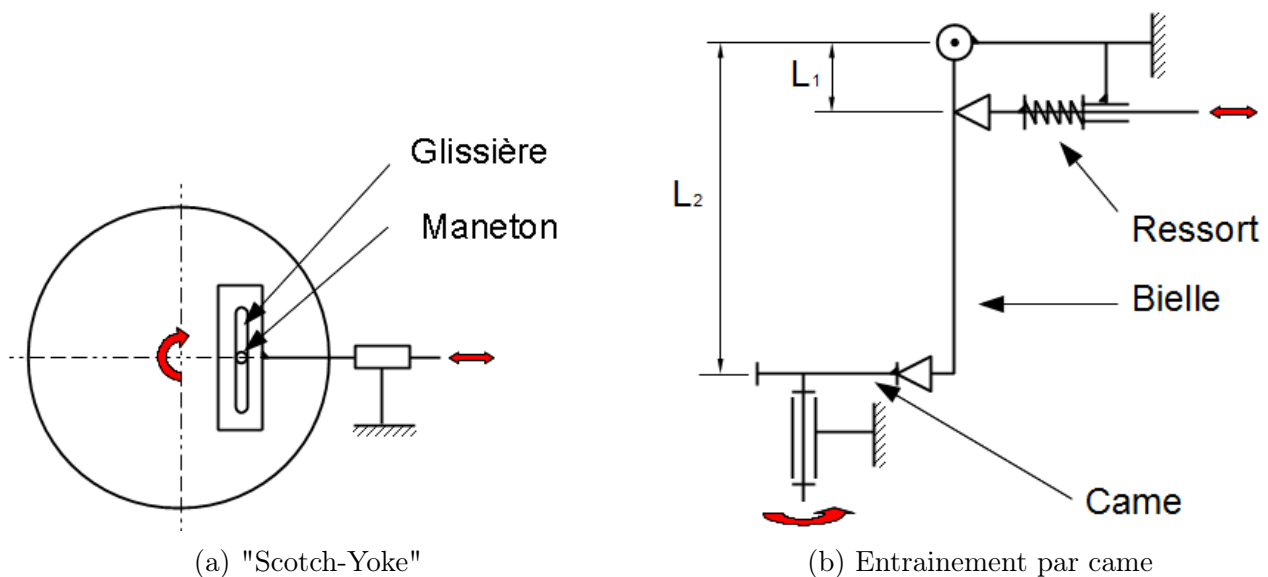 Glissière
Maneton
(a) "Scotch-Yoke"
L1
L2
Ressort
Bielle
Came
(b) Entrainement par came